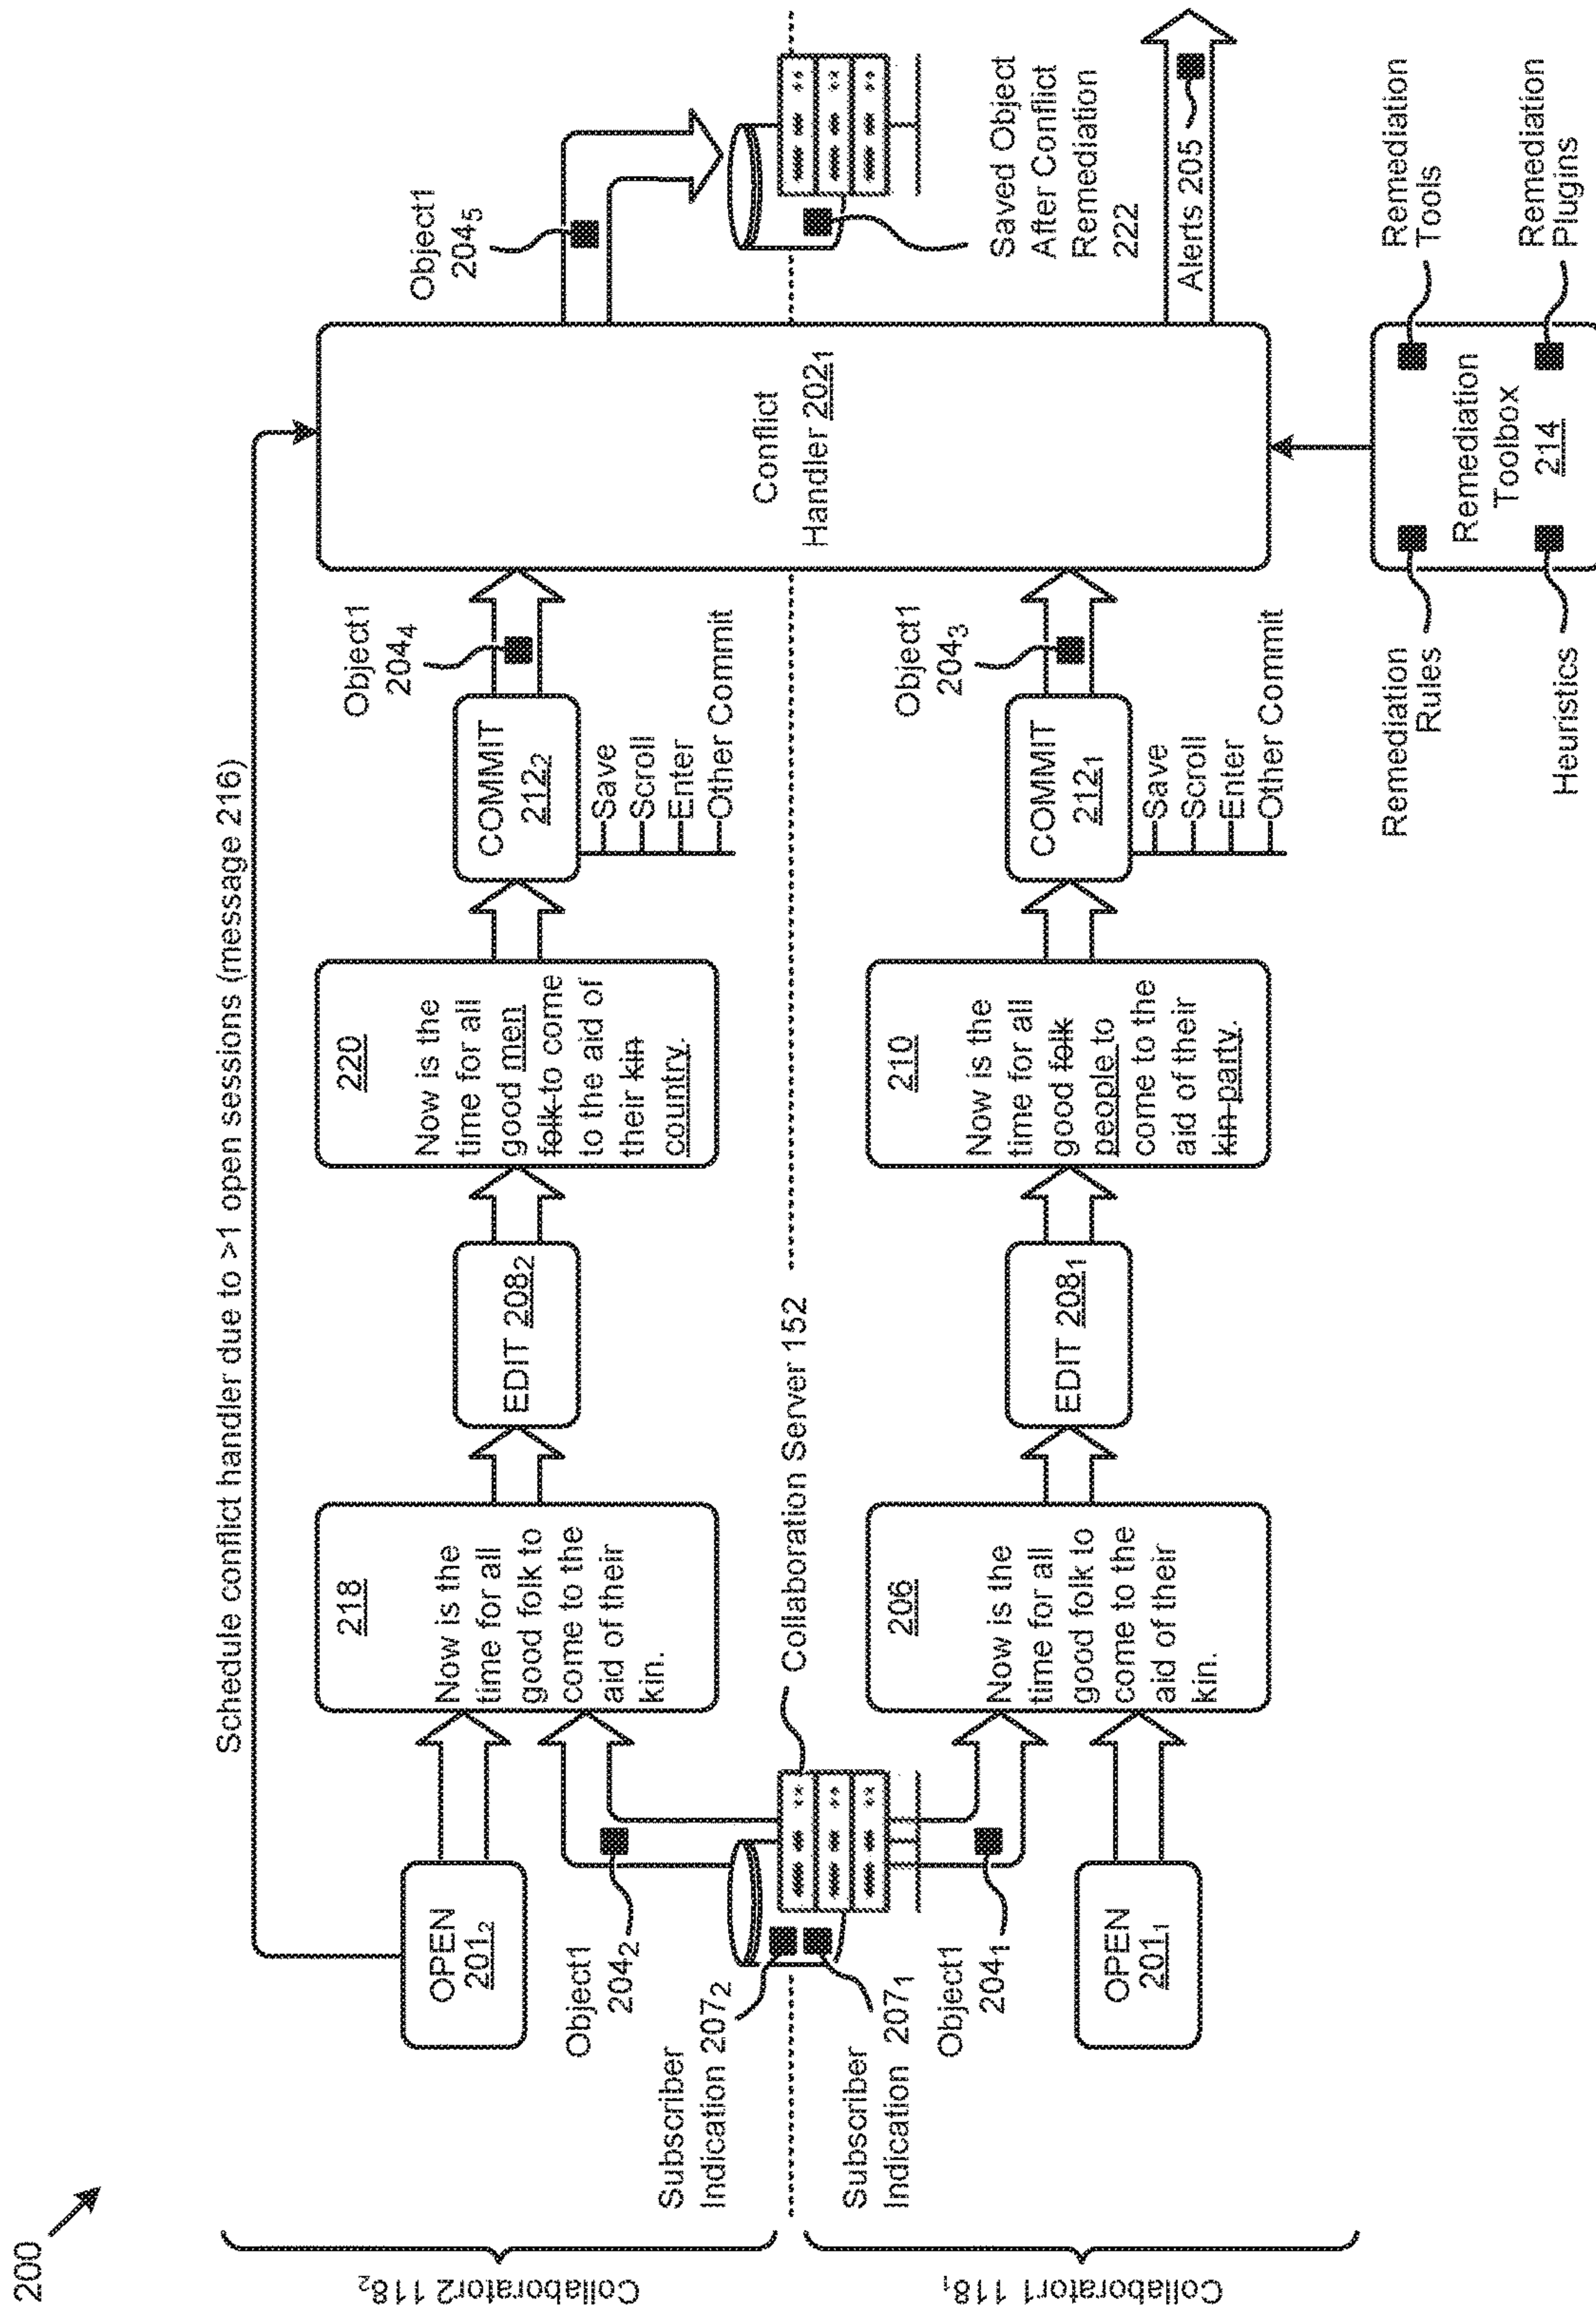 200
Schedule conflict handler due to >1 open sessions (message 216)
Collaborator2 118₂
OPEN
201₂
Object1
204₂
218
Now is the
time for all
good folk to
come to the
aid of their
kin.
EDIT 208₂
220
Now is the
time for all
good men
folk to come
to the aid of
their kin
country.
COMMIT
212₂
Save
Scroll
Enter
Other Commit
Object1
204₄
Object1
204₅
Subscriber
Indication 207₂
Collaboration Server 152
Conflict
Handler 202₁
Saved Object
After Conflict
Remediation
222
Collaborator1 118₁
Subscriber
Indication 207₁
Object1
204₁
OPEN
201₁
206
Now is the
time for all
good folk to
come to the
aid of their
kin.
EDIT 208₁
210
Now is the
time for all
good folk
people to
come to the
aid of their
kin party.
COMMIT
212₁
Save
Scroll
Enter
Other Commit
Object1
204₃
Alerts 205
Remediation
Rules
Heuristics
Remediation
Toolbox
214
Remediation
Tools
Remediation
Plugins